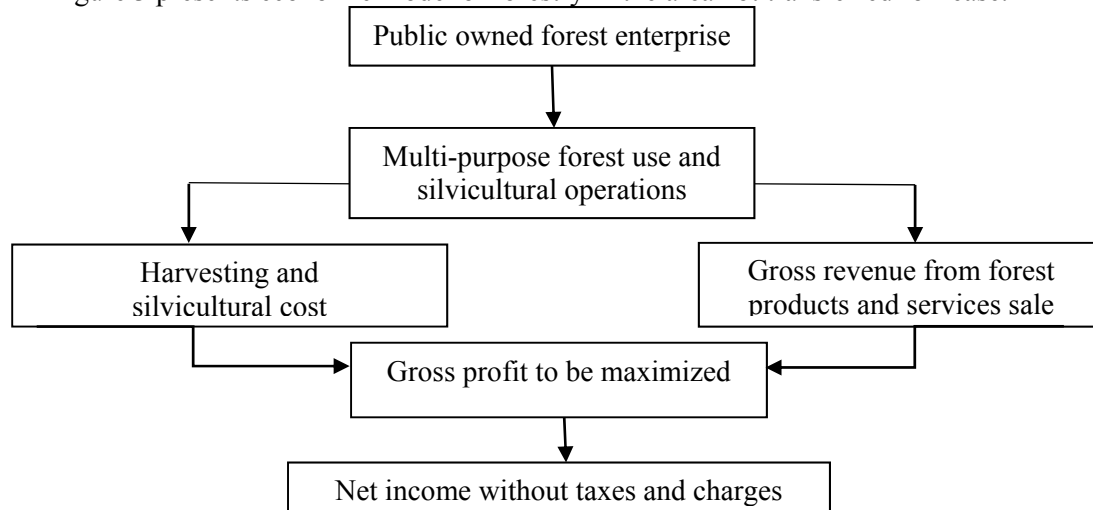 Public owned forest enterprise
Multi-purpose forest use and
silvicultural operations
Harvesting and
silvicultural cost
Gross revenue from forest
products and services sale
Gross profit to be maximized
Net income without taxes and charges